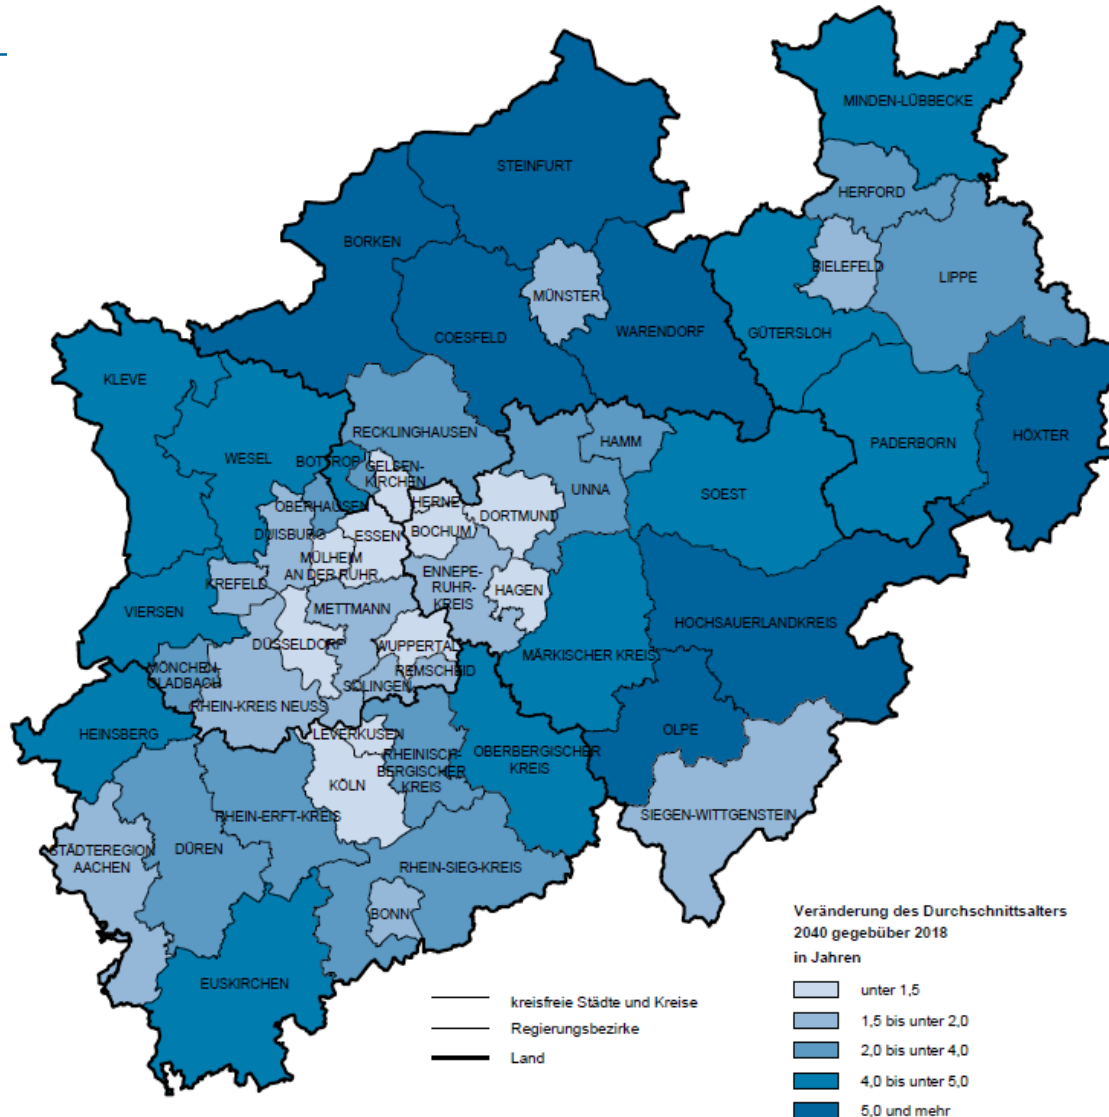 MINDEN-LÜBBECKE
STEINFURT
HERFORD
BORKEN
BIELEFELD
LIPPE
MÜNSTER
WARENDORF
GÜTERSLOH
COESFELD
KLEVE
RECKLINGHAUSEN
HAMM
PADERBORN
HÖXTER
WESEL
BOTTROP
GELSEN-
KIRCHEN
UNNA
SOEST
OBERHAUSEN
HERNE
DORTMUND
DUISBURG
ESSEN
BOCHUM
MÜLHEIM
AN DER RUHR
KREFELD
ENNEPE-
RUHR-
KREIS
HAGEN
VIERSEN
METTMANN
HOCHSAUERLANDKREIS
DÜSSELDORF
WUPPERTAL
MÄRKISCHER KREIS
MÖNCHEN-
GLADBACH
REMSCHEID
SOLINGEN
RHEIN-KREIS NEUSS
HEINSBERG
LEVERKUSEN
OLPE
RHEINISCH-
BERGISCHER
KREIS
OBERBERGISCHER
KREIS
KÖLN
RHEIN-ERFT-KREIS
SIEGEN-WITTGENSTEIN
STÄDTEREGION
AACHEN
DÜREN
RHEIN-SIEG-KREIS
BONN
EUSKIRCHEN
kreisfreie Städte und Kreise
Regierungsbezirke
Land
Veränderung des Durchschnittsalters
2040 gegebüber 2018
in Jahren
unter 1,5
1,5 bis unter 2,0
2,0 bis unter 4,0
4,0 bis unter 5,0
5,0 und mehr